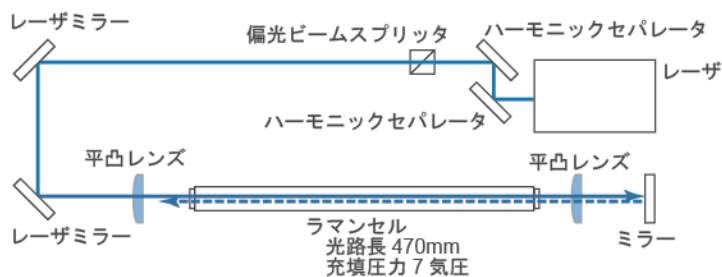 レーザミラー
偏光ビームスプリッタ
ハーモニックセパレータ
レーザ
ハーモニックセパレータ
平凸レンズ
平凸レンズ
レーザミラー
ラマンセル
光路長 470mm
充填圧力 7 気圧
ミラー